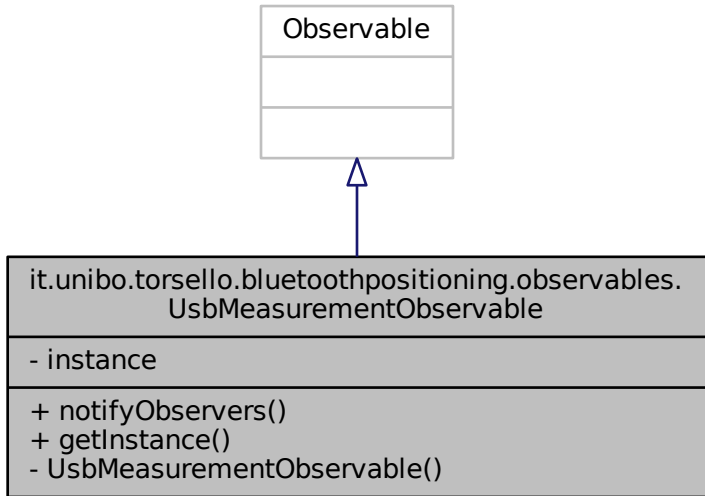 Observable
it.unibo.torsello.bluetoothpositioning.observables.
UsbMeasurementObservable
- instance
+ notifyObservers()
+ getInstance()
- UsbMeasurementObservable()